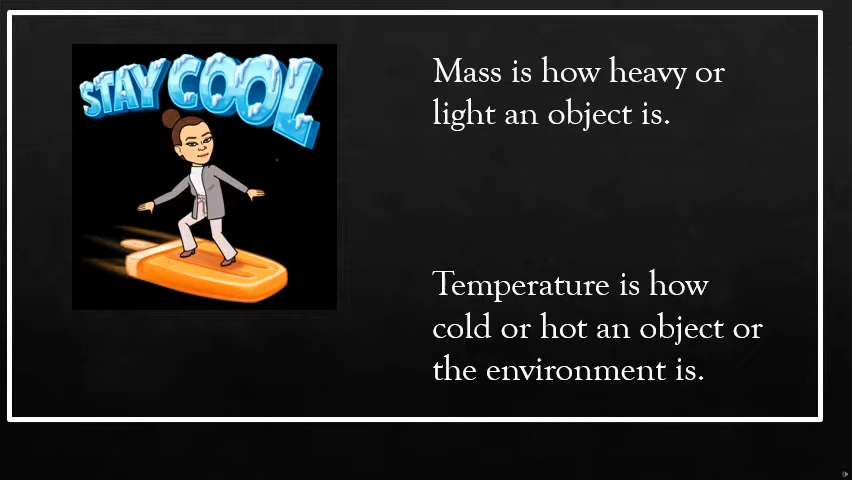 STAY COOL
Mass is how heavy or
light an object is.
Temperature is how
cold or hot an object or
the environment is.